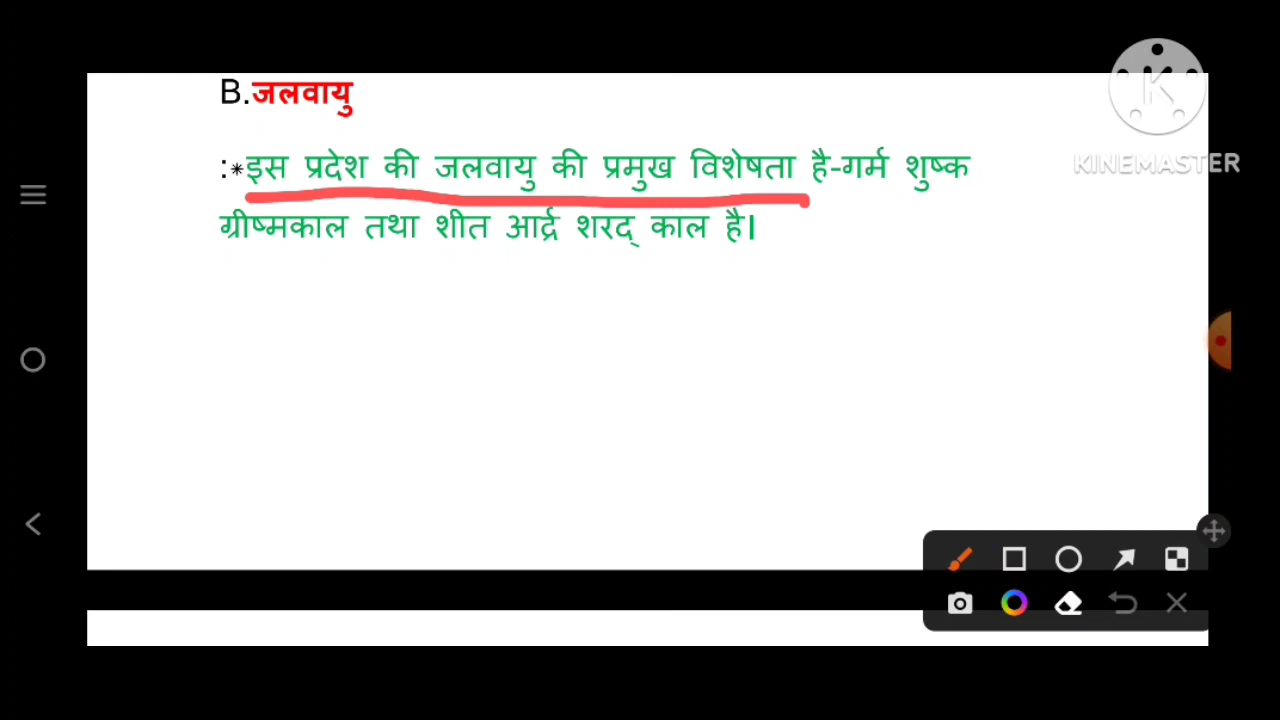 B.जलवायु
KINEMASTER
:*इस प्रदेश की जलवायु की प्रमुख विशेषता है-गर्म शुष्क
ग्रीष्मकाल तथा शीत आर्द्र शरद् काल है।